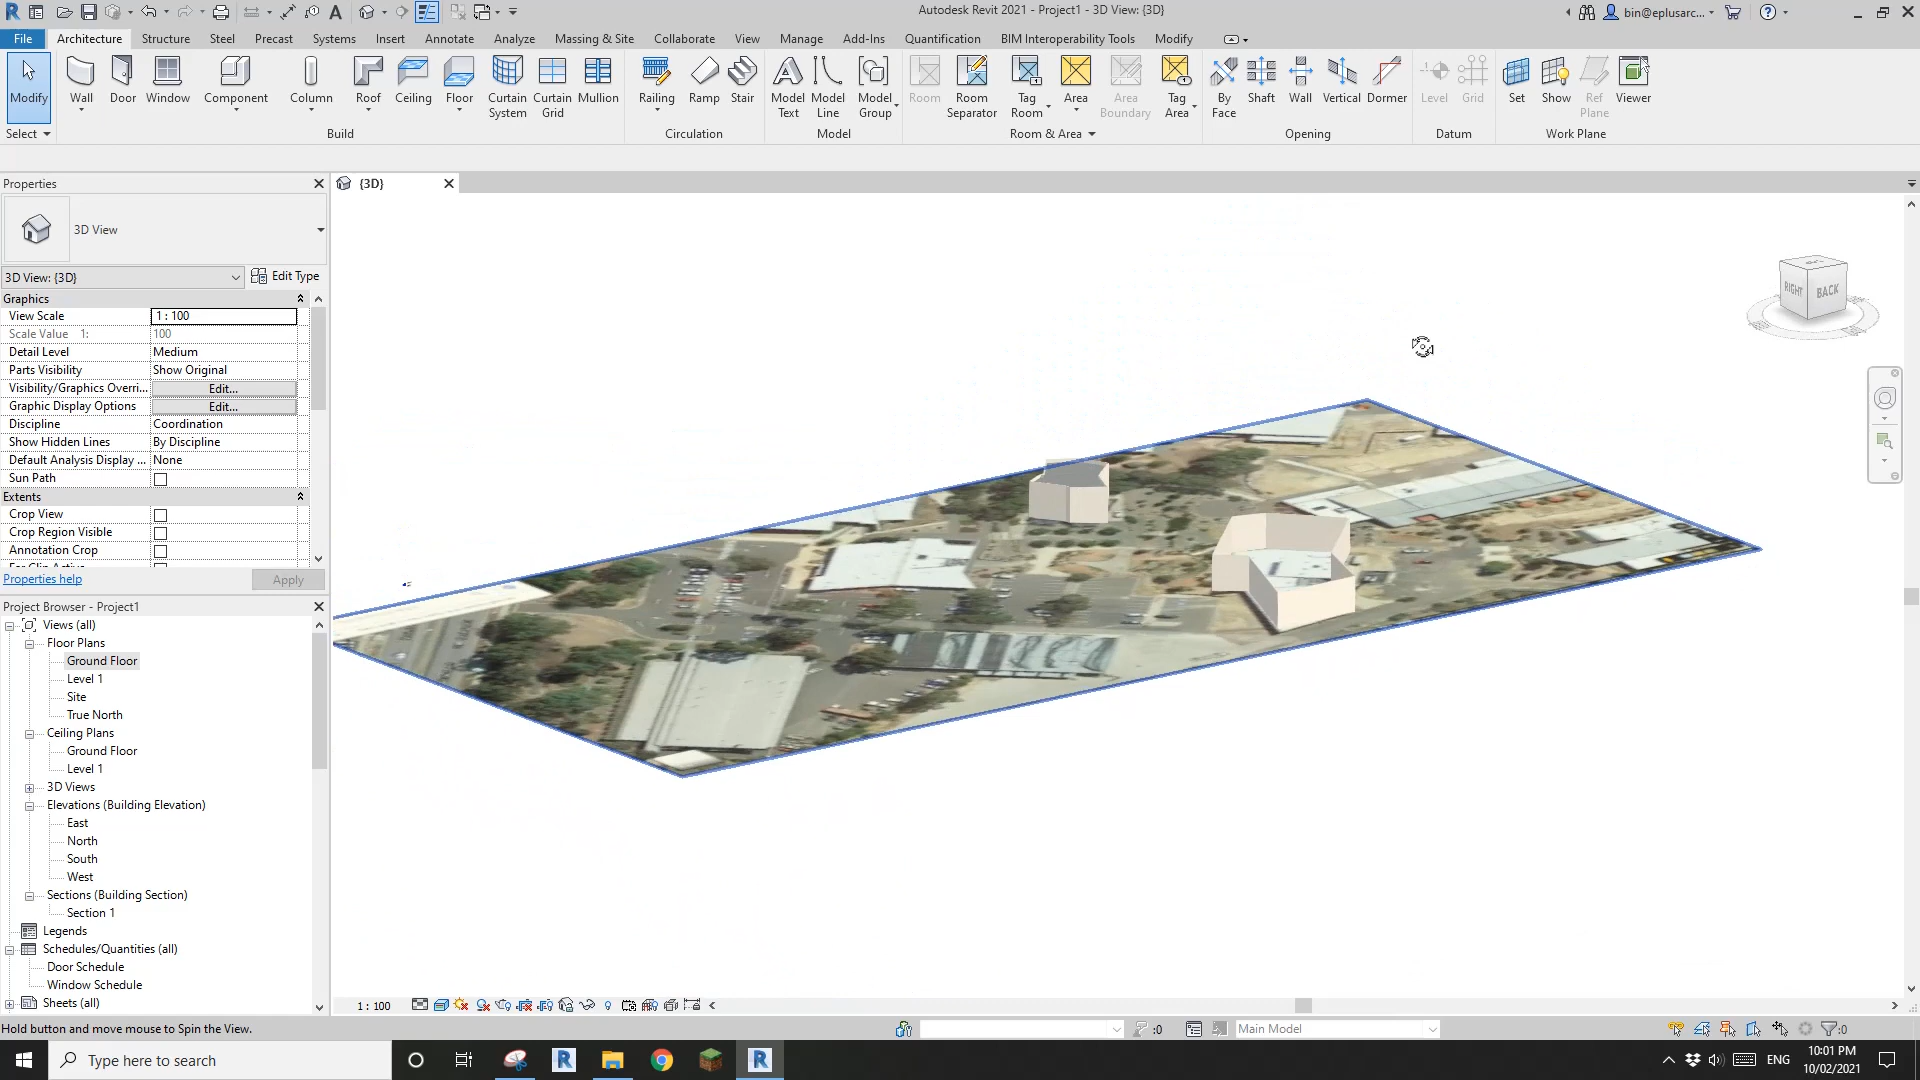 Autodesk Revit 2021 - Project1 - 3D View: {3D}
bin@eplusarc...
File Architecture Structure Steel Precast Systems Insert Annotate Analyze Massing & Site Collaborate View Manage Add-Ins Quantification BIM Interoperability Tools Modify
Modify Wall Door Window Component Column Roof Ceiling Floor Curtain System Curtain Grid Mullion Railing Ramp Stair Model Text Model Line Model Group Room Room Separator Tag Room Area Area Boundary Tag Area By Face Shaft Wall Vertical Dormer Level Grid Set Show Ref Plane Viewer
Select Build Circulation Model Room & Area Opening Datum Work Plane
Properties
{3D}
3D View
3D View: {3D} Edit Type
Graphics
View Scale 1 : 100
Scale Value 1: 100
Detail Level Medium
Parts Visibility Show Original
Visibility/Graphics Overri... Edit...
Graphic Display Options Edit...
Discipline Coordination
Show Hidden Lines By Discipline
Default Analysis Display ... None
Sun Path
Extents
Crop View
Crop Region Visible
Annotation Crop
Properties help Apply
RIGHT BACK
Project Browser - Project1
Views (all)
Floor Plans
Ground Floor
Level 1
Site
True North
Ceiling Plans
Ground Floor
Level 1
3D Views
Elevations (Building Elevation)
East
North
South
West
Sections (Building Section)
Section 1
Legends
Schedules/Quantities (all)
Door Schedule
Window Schedule
Sheets (all)
1 : 100
Hold button and move mouse to Spin the View.
:0
Main Model
:0
Type here to search
ENG
10:01 PM
10/02/2021